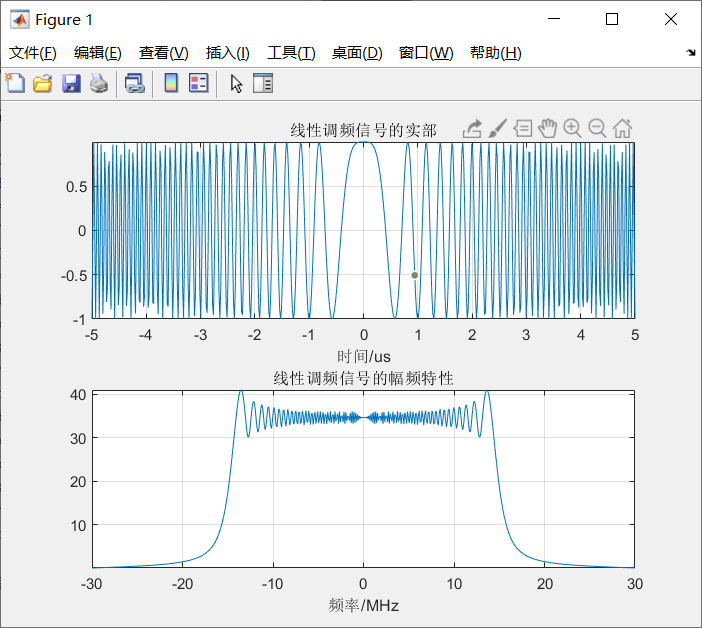 Figure 1
文件(F) 编辑(E) 查看(V) 插入(I) 工具(T) 桌面(D) 窗口(W) 帮助(H)
线性调频信号的实部
0.5
0
-0.5
-1
-5 -4 -3 -2 -1 0 1 2 3 4 5
时间/us
线性调频信号的幅频特性
40
30
20
10
-30 -20 -10 0 10 20 30
频率/MHz